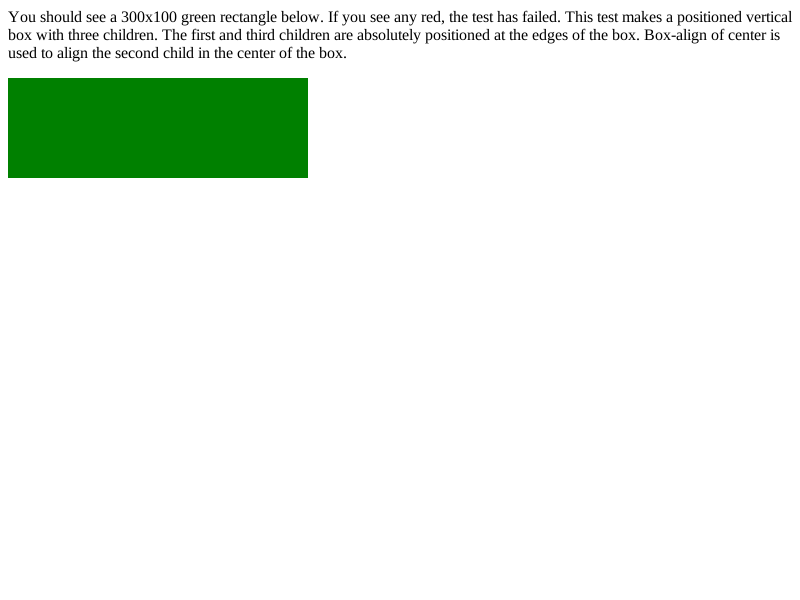 You should see a 300x100 green rectangle below. If you see any red, the test has failed. This test makes a positioned vertical
box with three children. The first and third children are absolutely positioned at the edges of the box. Box-align of center is
used to align the second child in the center of the box.